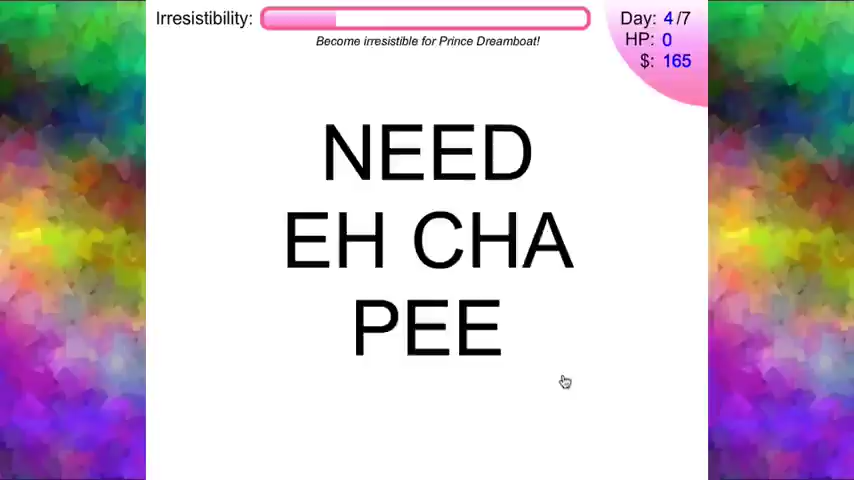 Irresistibility:
Become irresistible for Prince Dreamboat!
Day: 4/7
HP: 0
$: 165
NEED
EH CHA
PEE